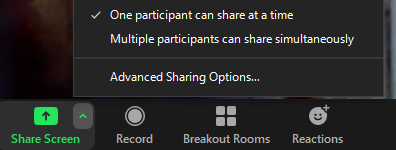 One participant can share at a time
Multiple participants can share simultaneously
Advanced Sharing Options...
Share Screen
Record
Breakout Rooms
Reactions